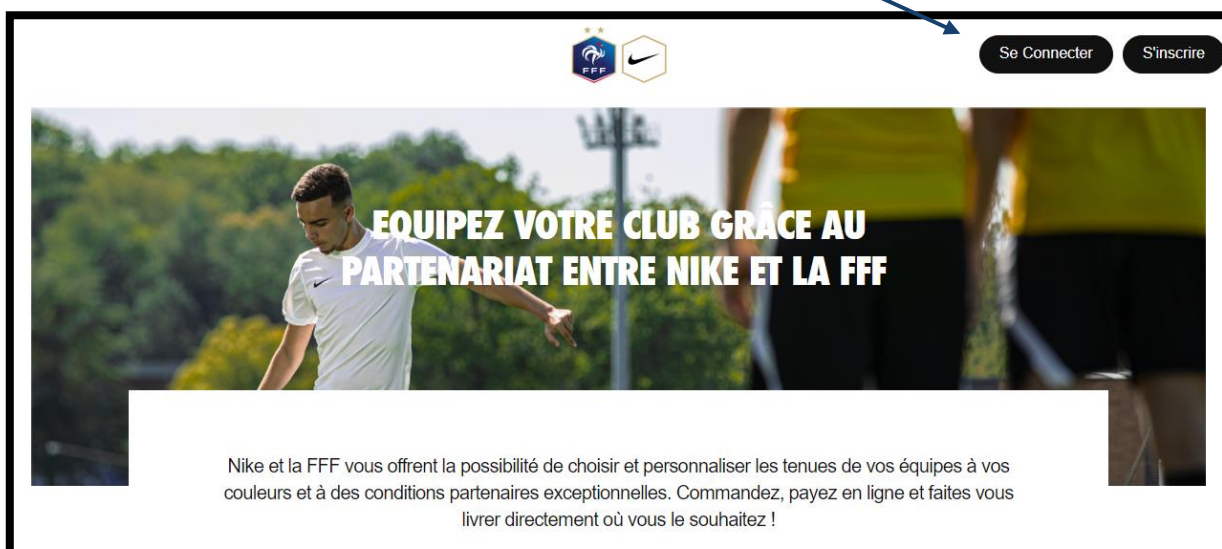 FFF
Se Connecter
S'inscrire
EQUIPEZ VOTRE CLUB GRÂCE AU
PARTENARIAT ENTRE NIKE ET LA FFF
Nike et la FFF vous offrent la possibilité de choisir et personnaliser les tenues de vos équipes à vos
couleurs et à des conditions partenaires exceptionnelles. Commandez, payez en ligne et faites vous
livrer directement où vous le souhaitez !